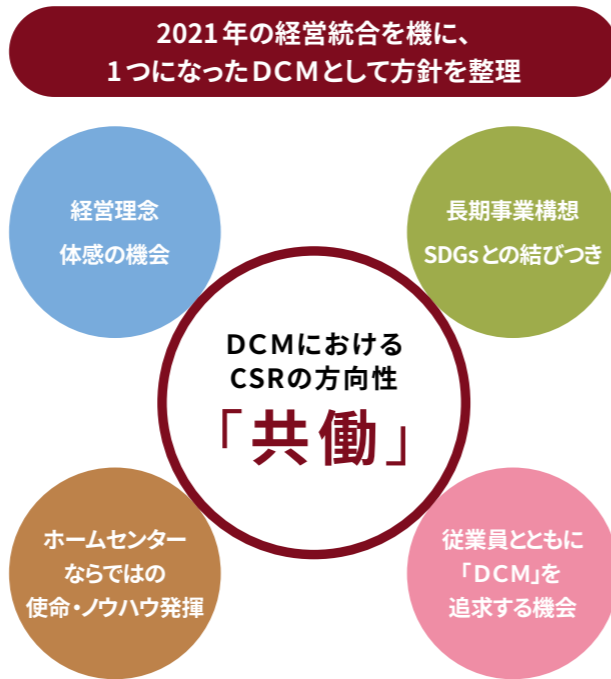 2021年の経営統合を機に、
1つになったDCMとして方針を整理
経営理念
体感の機会
長期事業構想
SDGsとの結びつき
DCMにおける
CSRの方向性
「共働」
ホームセンター
ならではの
使命・ノウハウ発揮
従業員とともに
「DCM」を
追求する機会